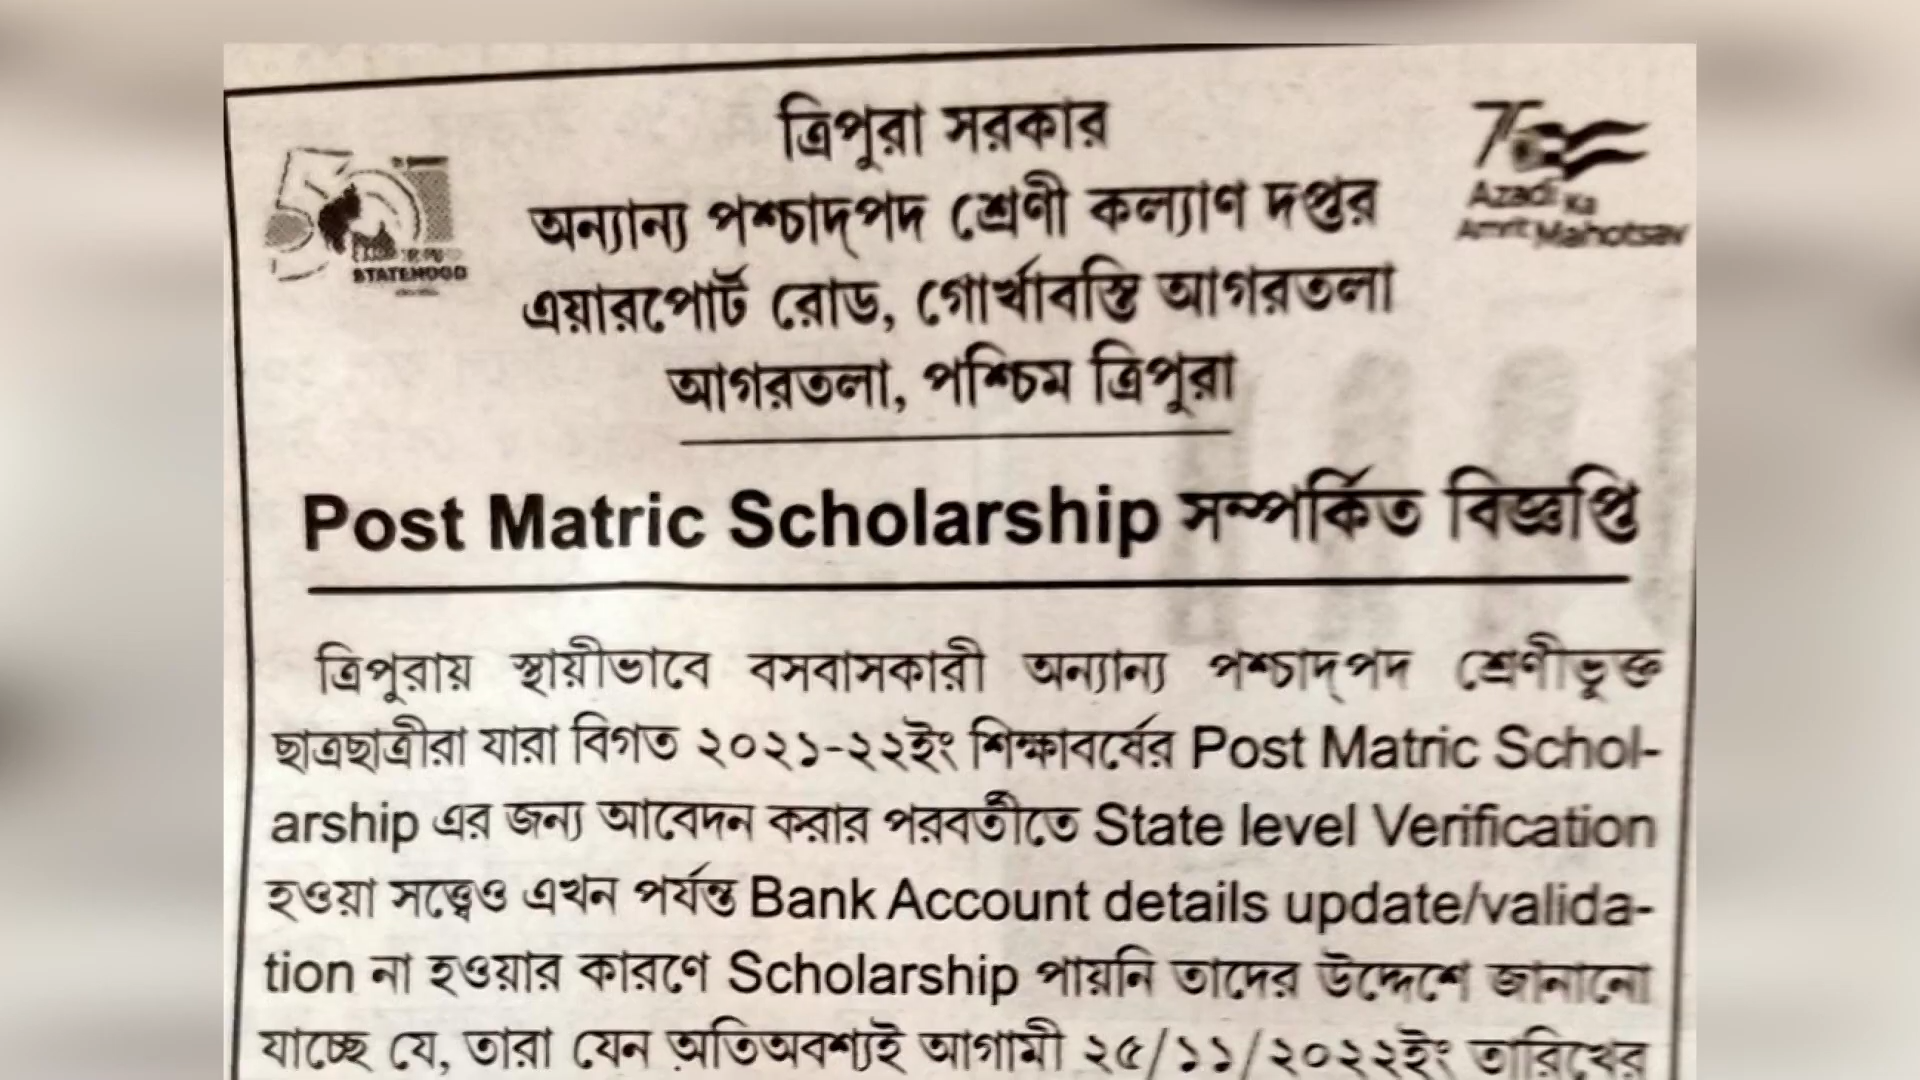 ত্রিপুরা সরকার
অন্যান্য পশ্চাদ্‌পদ শ্রেণী কল্যাণ দপ্তর
এয়ারপোর্ট রোড, গোর্খাবস্তি আগরতলা
আগরতলা, পশ্চিম ত্রিপুরা
50
STATEHOOD
75
Azadi Ka
Amrit Mahotsav
Post Matric Scholarship সম্পর্কিত বিজ্ঞপ্তি
ত্রিপুরায় স্থায়ীভাবে বসবাসকারী অন্যান্য পশ্চাদ্‌পদ শ্রেণীভূক্ত
ছাত্রছাত্রীরা যারা বিগত ২০২১-২২ইং শিক্ষাবর্ষের Post Matric Schol-
arship এর জন্য আবেদন করার পরবর্তীতে State level Verification
হওয়া সত্ত্বেও এখন পর্যন্ত Bank Account details update/valida-
tion না হওয়ার কারণে Scholarship পায়নি তাদের উদ্দেশে জানানো
যাচ্ছে যে, তারা যেন অতিঅবশ্যই আগামী ২৫/১১/২০২২ইং তারিখের